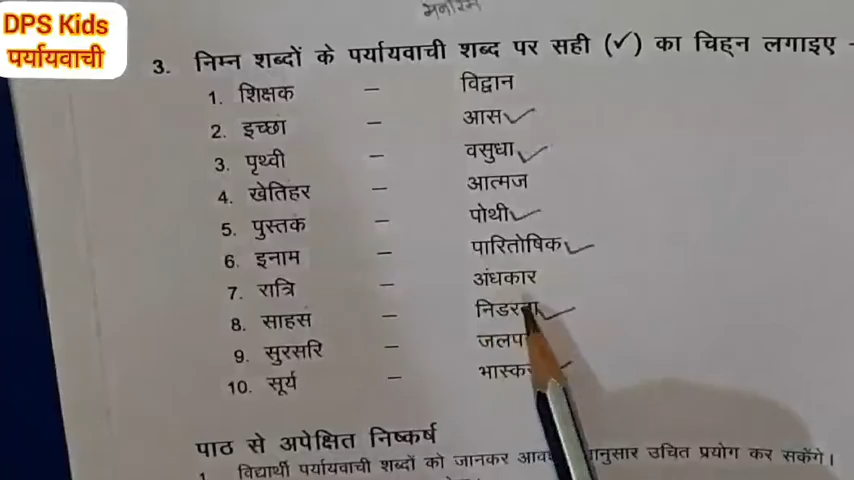 मनोरम
DPS Kids
पर्यायवाची
3. निम्न शब्दों के पर्यायवाची शब्द पर सही (✓) का चिह्न लगाइए -
1. शिक्षक – विद्वान
2. इच्छा – आस ✓
3. पृथ्वी – वसुधा ✓
4. खेतिहर – आत्मज
5. पुस्तक – पोथी ✓
6. इनाम – पारितोषिक ✓
7. रात्रि – अंधकार
8. साहस – निडरता ✓
9. सुरसरि –
10. सूर्य –
पाठ से अपेक्षित निष्कर्ष
1. विद्यार्थी पर्यायवाची शब्दों को जानकर उचित प्रयोग कर सकेंगे।